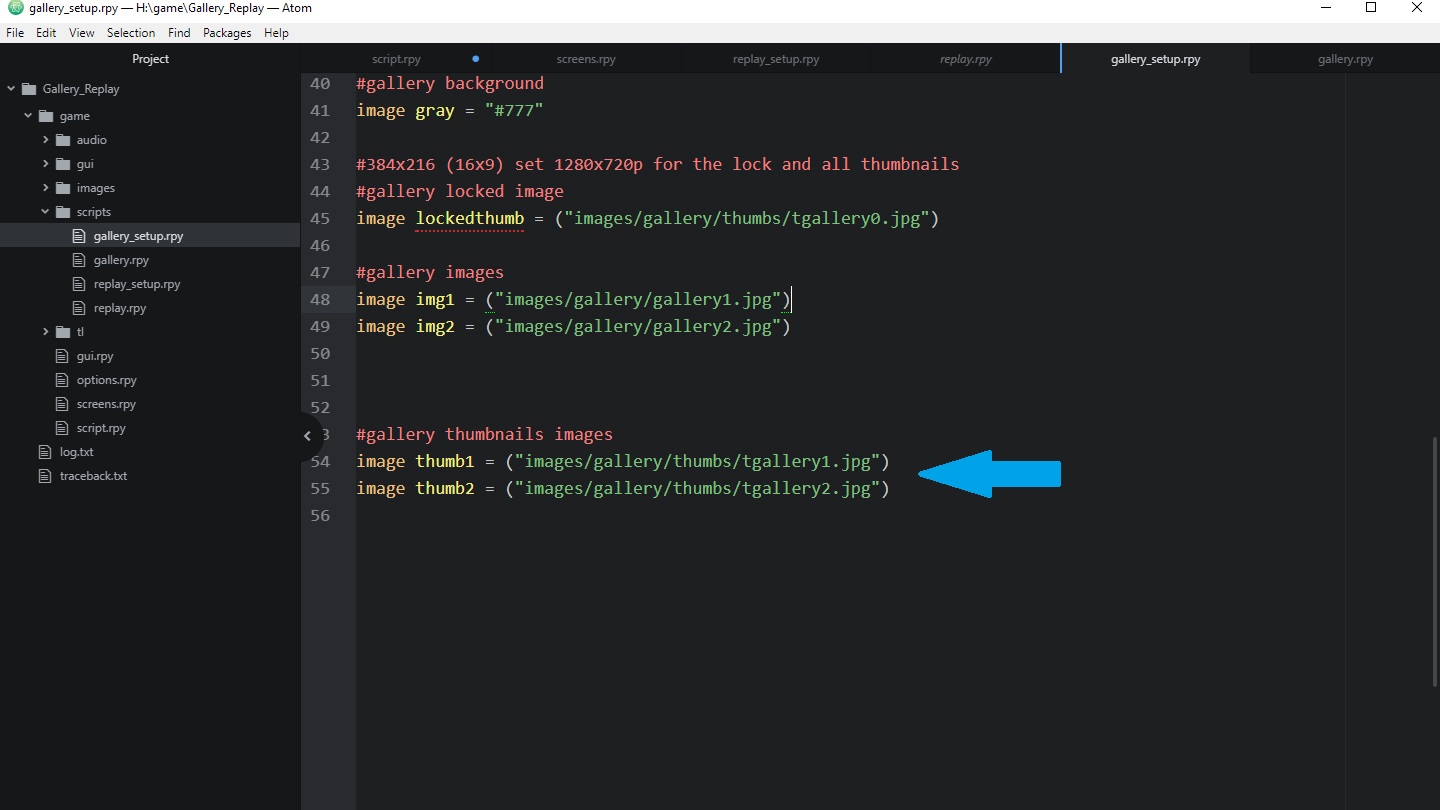 gallery_setup.rpy — H:\game\Gallery_Replay — Atom
File Edit View Selection Find Packages Help
Project
script.rpy screens.rpy replay_setup.rpy replay.rpy gallery_setup.rpy gallery.rpy
Gallery_Replay
game
audio
gui
images
scripts
gallery_setup.rpy
gallery.rpy
replay_setup.rpy
replay.rpy
tl
gui.rpy
options.rpy
screens.rpy
script.rpy
log.txt
traceback.txt
40 #gallery background
41 image gray = "#777"
42
43 #384x216 (16x9) set 1280x720p for the lock and all thumbnails
44 #gallery locked image
45 image lockedthumb = ("images/gallery/thumbs/tgallery0.jpg")
46
47 #gallery images
48 image img1 = ("images/gallery/gallery1.jpg")
49 image img2 = ("images/gallery/gallery2.jpg")
50
51
52
3 #gallery thumbnails images
54 image thumb1 = ("images/gallery/thumbs/tgallery1.jpg")
55 image thumb2 = ("images/gallery/thumbs/tgallery2.jpg")
56